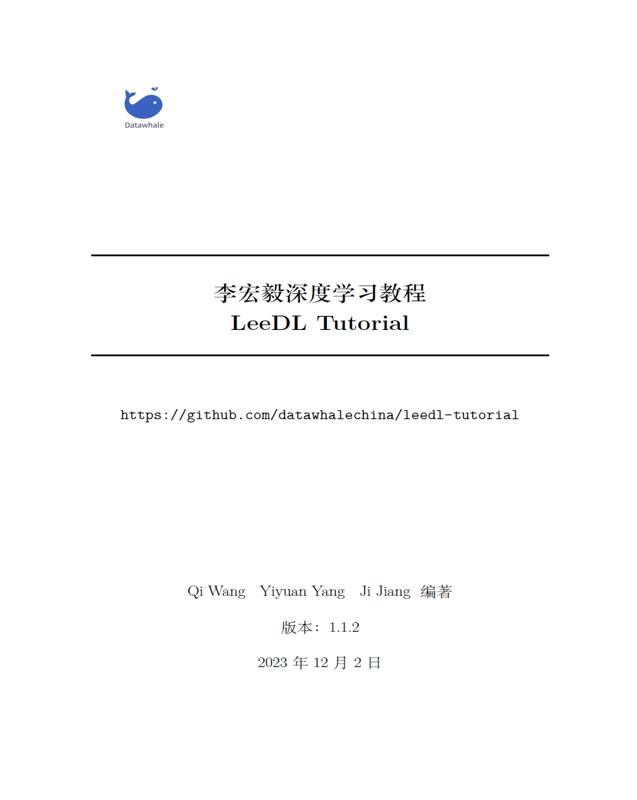 Datawhale
李宏毅深度学习教程
LeeDL Tutorial
https://github.com/datawhalechina/leedl-tutorial
Qi Wang Yiyuan Yang Ji Jiang 编著
版本：1.1.2
2023 年 12 月 2 日